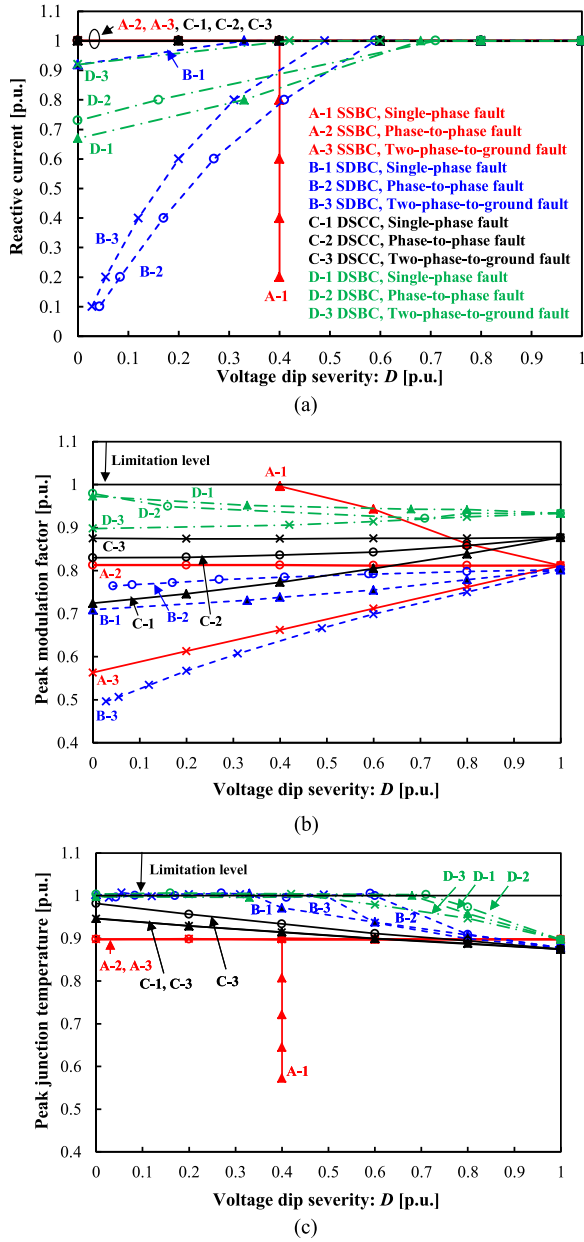 A-2, A-3, C-1, C-2, C-3
1.1
1
0.9
0.8
0.7
0.6
0.5
0.4
0.3
0.2
0.1
0
Reactive current [p.u.]
D-3
B-1
D-2
D-1
B-3
B-2
A-1
A-1 SSBC, Single-phase fault
A-2 SSBC, Phase-to-phase fault
A-3 SSBC, Two-phase-to-ground fault
B-1 SDBC, Single-phase fault
B-2 SDBC, Phase-to-phase fault
B-3 SDBC, Two-phase-to-ground fault
C-1 DSCC, Single-phase fault
C-2 DSCC, Phase-to-phase fault
C-3 DSCC, Two-phase-to-ground fault
D-1 DSBC, Single-phase fault
D-2 DSBC, Phase-to-phase fault
D-3 DSBC, Two-phase-to-ground fault
0 0.1 0.2 0.3 0.4 0.5 0.6 0.7 0.8 0.9 1
Voltage dip severity: D [p.u.]
(a)
1.1
1
0.9
0.8
0.7
0.6
0.5
0.4
Peak modulation factor [p.u.]
Limitation level
A-1
D-1
D-2
D-3
C-3
A-2
B-1
C-1
B-2
C-2
A-3
B-3
0 0.1 0.2 0.3 0.4 0.5 0.6 0.7 0.8 0.9 1
Voltage dip severity: D [p.u.]
(b)
1.1
1
0.9
0.8
0.7
0.6
0.5
0.4
Peak junction temperature [p.u.]
Limitation level
D-3
D-1
D-2
B-1
B-3
B-2
A-2, A-3
C-1, C-3
C-3
A-1
0 0.1 0.2 0.3 0.4 0.5 0.6 0.7 0.8 0.9 1
Voltage dip severity: D [p.u.]
(c)